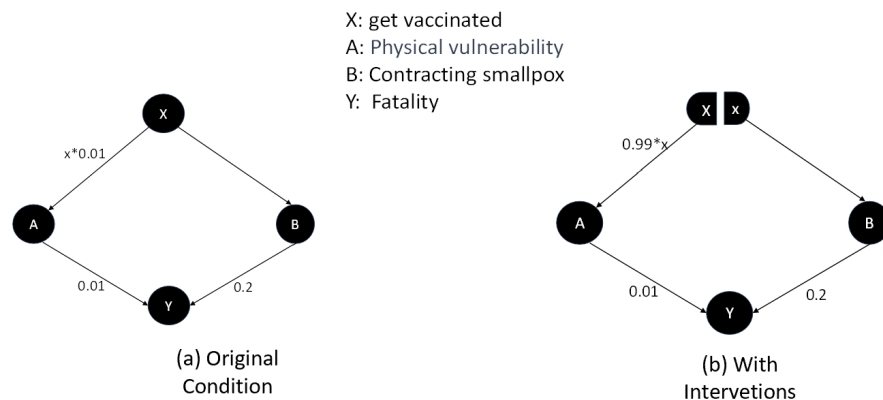 X: get vaccinated
A: Physical vulnerability
B: Contracting smallpox
Y: Fatality
X
x*0.01
A
B
0.01
0.2
Y
(a) Original
Condition
X x
0.99*x
A
B
0.01
0.2
Y
(b) With
Intervetions